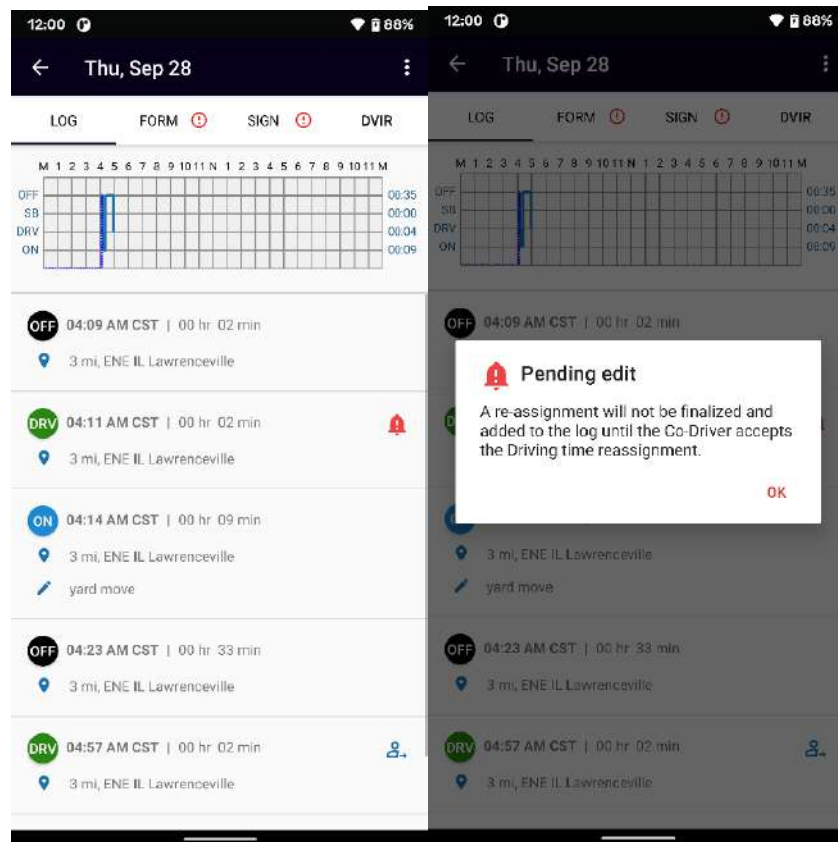 12:00 88%
Thu, Sep 28
LOG FORM SIGN DVIR
M 1 2 3 4 5 6 7 8 9 10 11 N 1 2 3 4 5 6 7 8 9 10 11 M
OFF 00:35
SB 00:00
DRV 00:04
ON 00:09
OFF 04:09 AM CST | 00 hr 02 min
3 mi, ENE IL Lawrenceville
DRV 04:11 AM CST | 00 hr 02 min
3 mi, ENE IL Lawrenceville
ON 04:14 AM CST | 00 hr 09 min
3 mi, ENE IL Lawrenceville
yard move
OFF 04:23 AM CST | 00 hr 33 min
3 mi, ENE IL Lawrenceville
DRV 04:57 AM CST | 00 hr 02 min
3 mi, ENE IL Lawrenceville
12:00 88%
Thu, Sep 28
LOG FORM SIGN DVIR
M 1 2 3 4 5 6 7 8 9 10 11 N 1 2 3 4 5 6 7 8 9 10 11 M
OFF 00:35
SB 00:00
DRV 00:04
ON 00:09
OFF 04:09 AM CST | 00 hr 02 min
Pending edit
A re-assignment will not be finalized and
added to the log until the Co-Driver accepts
the Driving time reassignment.
OK
3 mi, ENE IL Lawrenceville
yard move
OFF 04:23 AM CST | 00 hr 33 min
3 mi, ENE IL Lawrenceville
DRV 04:57 AM CST | 00 hr 02 min
3 mi, ENE IL Lawrenceville